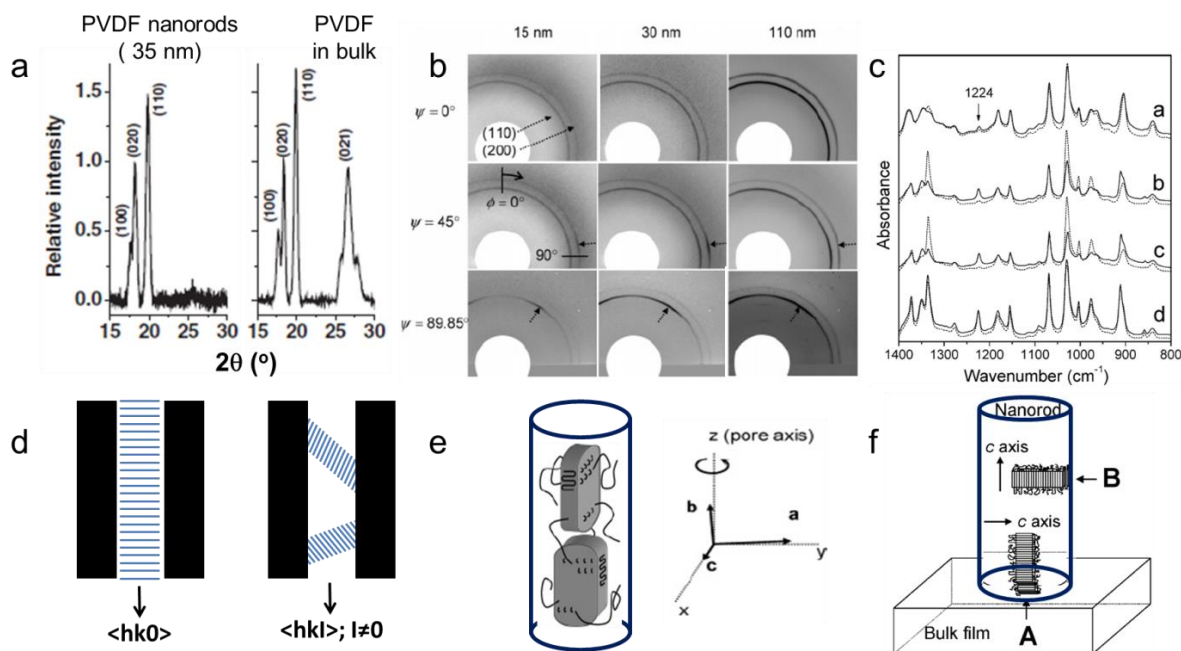 PVDF nanorods
( 35 nm)
PVDF
in bulk
a
Relative intensity
1.5
1.0
0.5
0.0
(100)
(020)
(110)
(100)
(020)
(110)
(021)
15 20 25 30
15 20 25 30
2θ (º)
b
15 nm 30 nm 110 nm
ψ = 0°
(110)
(200)
ψ = 45°
ϕ = 0°
90°
ψ = 89.85°
c
1224
a
b
c
d
Absorbance
1400 1300 1200 1100 1000 900 800
Wavenumber (cm⁻¹)
d
<hk0>
<hkl>; l≠0
e
z (pore axis)
b
a
y
c
x
f
Nanorod
c axis
B
c axis
A
Bulk film